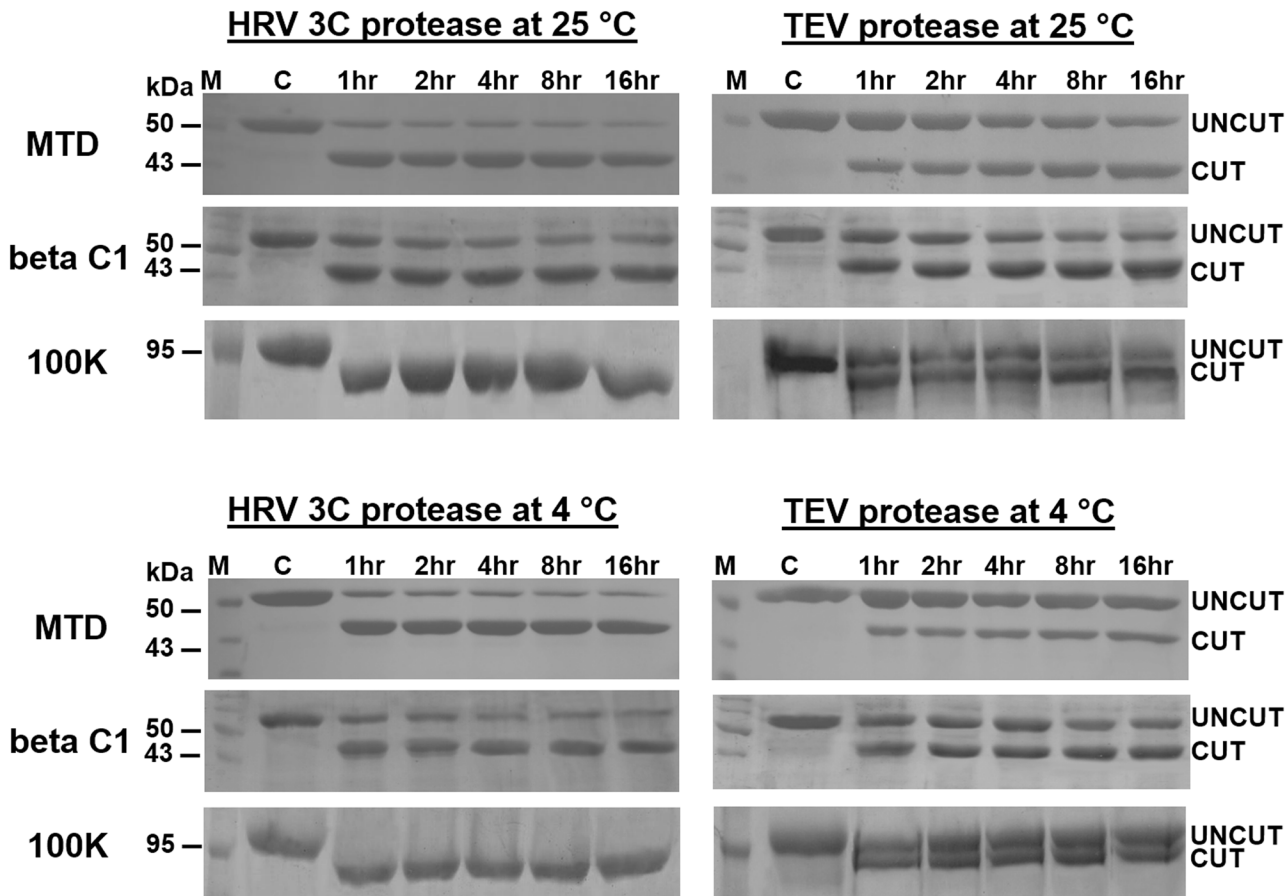 HRV 3C protease at 25 °C
TEV protease at 25 °C
kDa M C 1hr 2hr 4hr 8hr 16hr
M C 1hr 2hr 4hr 8hr 16hr
MTD
50
43
UNCUT
CUT
beta C1
50
43
UNCUT
CUT
100K
95
UNCUT
CUT
HRV 3C protease at 4 °C
TEV protease at 4 °C
kDa M C 1hr 2hr 4hr 8hr 16hr
M C 1hr 2hr 4hr 8hr 16hr
MTD
50
43
UNCUT
CUT
beta C1
50
43
UNCUT
CUT
100K
95
UNCUT
CUT